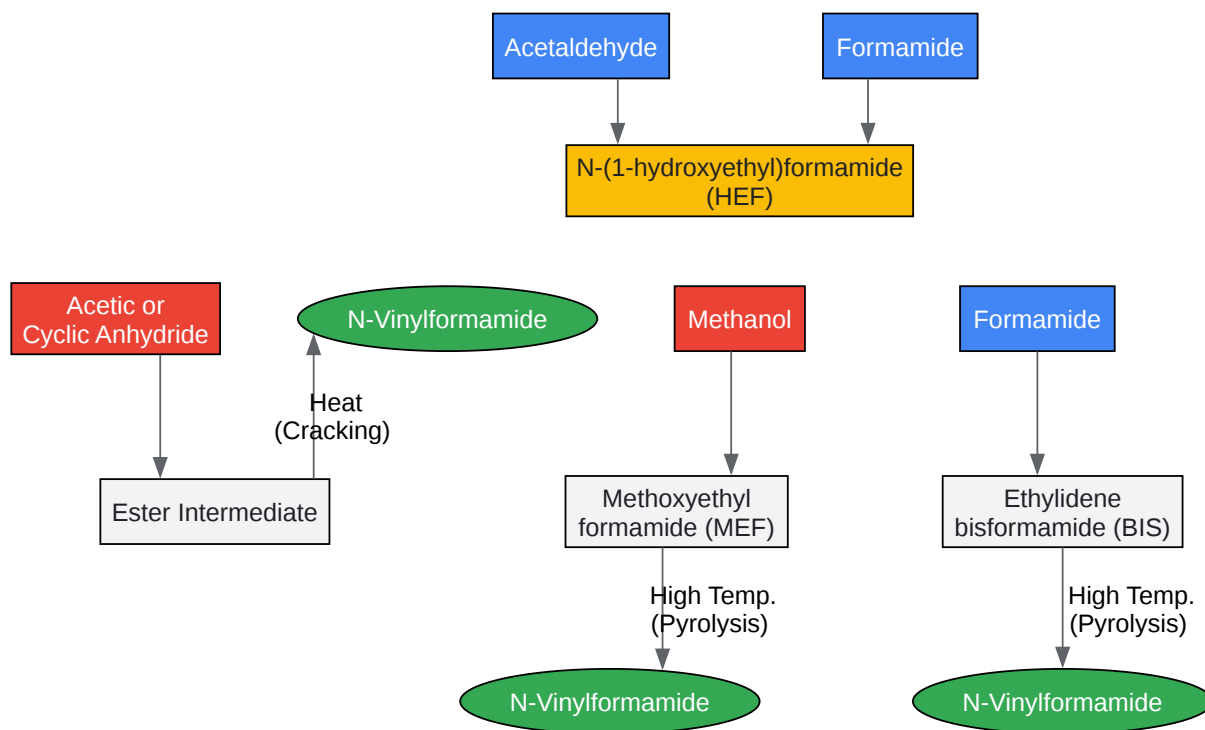 Acetaldehyde
Formamide
N-(1-hydroxyethyl)formamide
(HEF)
Acetic or
Cyclic Anhydride
N-Vinylformamide
Methanol
Formamide
Heat
(Cracking)
Ester Intermediate
Methoxyethyl
formamide (MEF)
Ethylidene
bisformamide (BIS)
High Temp.
(Pyrolysis)
High Temp.
(Pyrolysis)
N-Vinylformamide
N-Vinylformamide